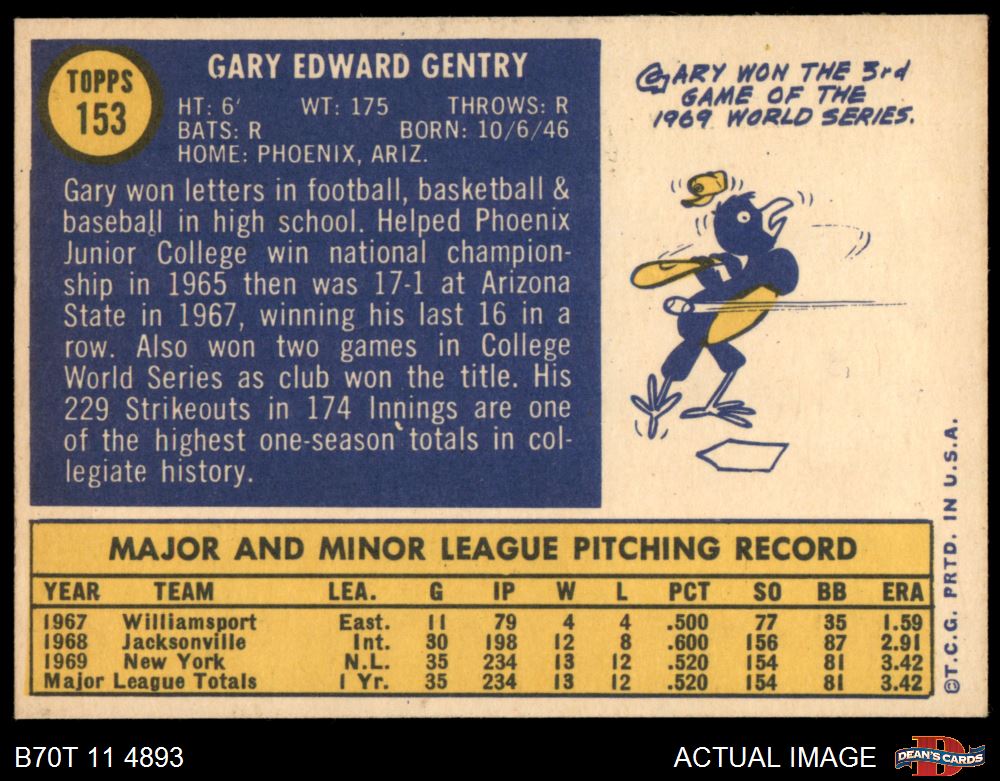 TOPPS
153
GARY EDWARD GENTRY
HT: 6' WT: 175 THROWS: R
BATS: R BORN: 10/6/46
HOME: PHOENIX, ARIZ.
Gary won letters in football, basketball &
baseball in high school. Helped Phoenix
Junior College win national champion-
ship in 1965 then was 17-1 at Arizona
State in 1967, winning his last 16 in a
row. Also won two games in College
World Series as club won the title. His
229 Strikeouts in 174 Innings are one
of the highest one-season totals in col-
legiate history.
GARY WON THE 3rd
GAME OF THE
1969 WORLD SERIES.
MAJOR AND MINOR LEAGUE PITCHING RECORD
YEAR TEAM LEA. G IP W L PCT SO BB ERA
1967 Williamsport East. 11 79 4 4 .500 77 35 1.59
1968 Jacksonville Int. 30 198 12 8 .600 156 87 2.91
1969 New York N.L. 35 234 13 12 .520 154 81 3.42
Major League Totals 1 Yr. 35 234 13 12 .520 154 81 3.42
©T.C.G. PRTD. IN U.S.A.
B70T 11 4893
ACTUAL IMAGE
D
DEAN'S CARDS